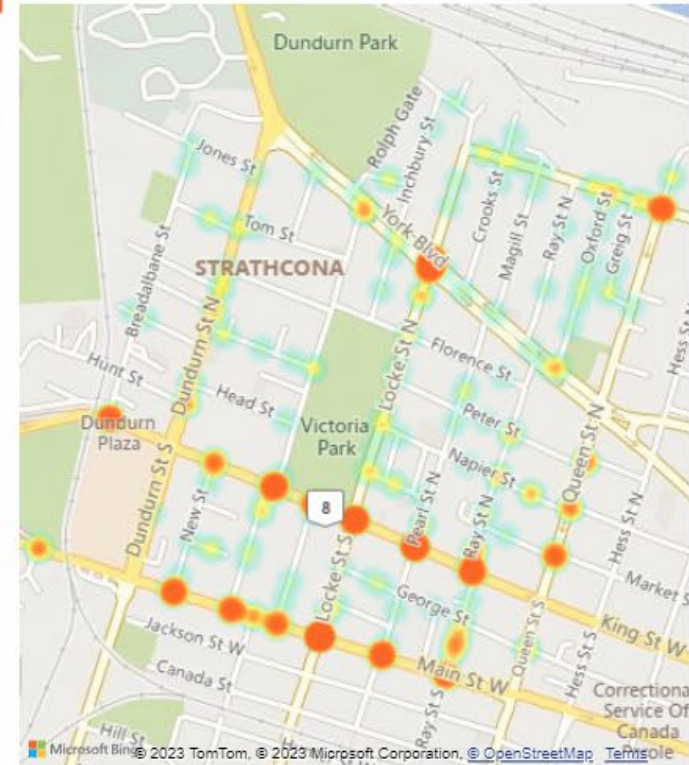 Dundurn Park
Rolph Gate
Inchbury St
Jones St
Crooks St
Magill St
Ray St N
Oxford St
Greig St
York Blvd
Tom St
STRATHCONA
Breadalbane St
Dundurn St N
Locke St N
Florence St
Hess St
Hunt St
Head St
Peter St
Dundurn
Plaza
Victoria
Park
Napier St
Queen St N
Dundurn St S
New St
8
Pearl St N
Ray St N
Hess St N
Locke St S
George St
Market S
Jackson St W
Queen St S
King St W
Canada St
Main St W
Hess St S
Ray St S
Correctiona
Service Of
Canada
Hill St
Microsoft Bing
© 2023 TomTom, © 2023 Microsoft Corporation, © OpenStreetMap Terms